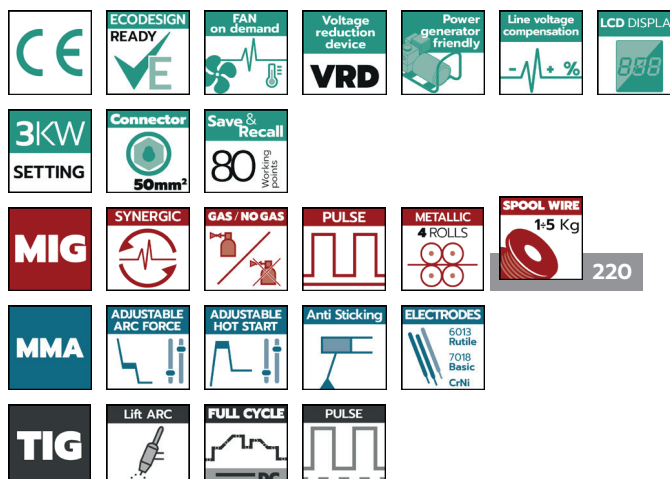 CE
ECODESIGN
READY
E
FAN
on demand
Voltage
reduction
device
VRD
Power
generator
friendly
Line voltage
compensation
- + %
LCD DISPLA
888
3KW
SETTING
Connector
50mm²
Save &
Recall
80 Working
points
MIG
SYNERGIC
GAS / NO GAS
PULSE
METALLIC
4 ROLLS
SPOOL WIRE
1÷5 Kg
220
MMA
ADJUSTABLE
ARC FORCE
ADJUSTABLE
HOT START
Anti Sticking
ELECTRODES
6013
Rutile
7018
Basic
CrNi
TIG
Lift ARC
FULL CYCLE
DC
PULSE